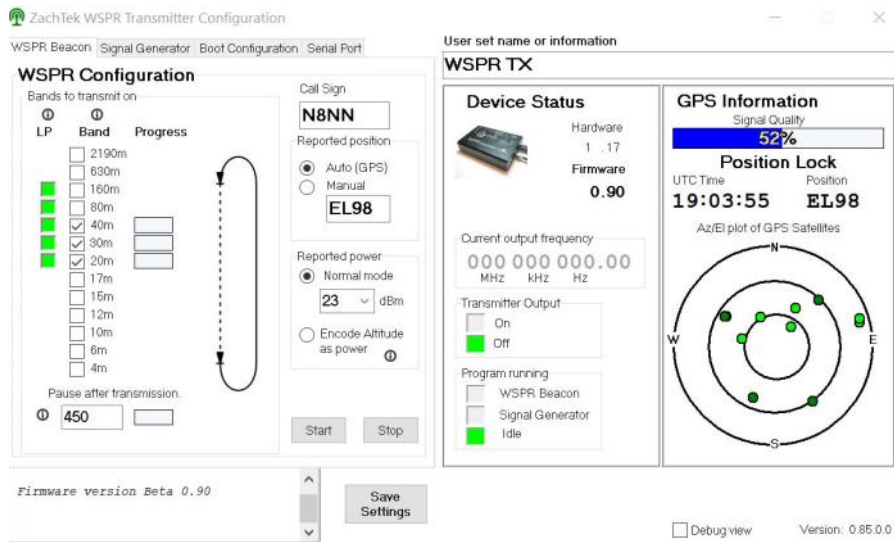 ZachTek WSPR Transmitter Configuration
WSPR Beacon Signal Generator Boot Configuration Serial Port
WSPR Configuration
Bands to transmit on
LP Band Progress
2190m
630m
160m
80m
40m
30m
20m
17m
15m
12m
10m
6m
4m
Pause after transmission.
450
Call Sign
N8NN
Reported position
Auto (GPS)
Manual
EL98
Reported power
Normal mode
23 dBm
Encode Altitude
as power
Start Stop
Firmware version Beta 0.90
Save
Settings
User set name or information
WSPR TX
Device Status
Hardware
1 .17
Firmware
0.90
Current output frequency
000 000 000.00
MHz kHz Hz
Transmitter Output
On
Off
Program running
WSPR Beacon
Signal Generator
Idle
GPS Information
Signal Quality
52%
Position Lock
UTC Time Position
19:03:55 EL98
Az/El plot of GPS Satellites
N
W E
S
Debug view Version: 0.85.0.0